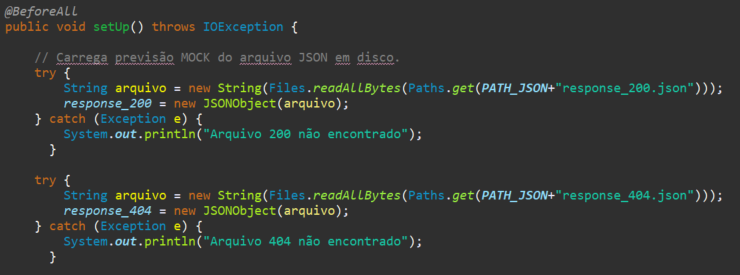 @BeforeAll
public void setUp() throws IOException {
// Carrega previsão MOCK do arquivo JSON em disco.
try {
String arquivo = new String(Files.readAllBytes(Paths.get(PATH_JSON+"response_200.json")));
response_200 = new JSONObject(arquivo);
} catch (Exception e) {
System.out.println("Arquivo 200 não encontrado");
}
try {
String arquivo = new String(Files.readAllBytes(Paths.get(PATH_JSON+"response_404.json")));
response_404 = new JSONObject(arquivo);
} catch (Exception e) {
System.out.println("Arquivo 404 não encontrado");
}